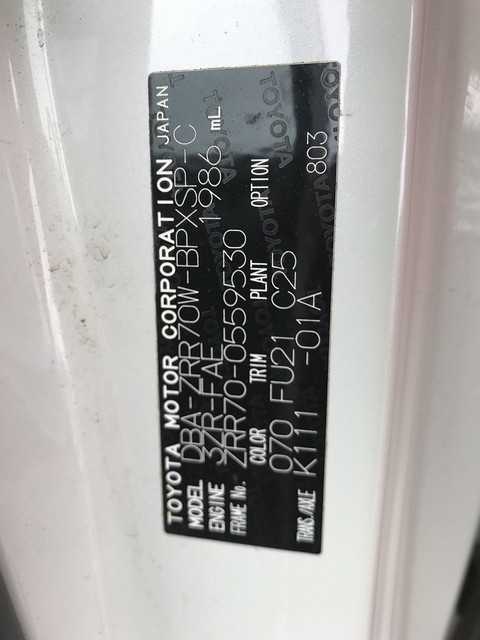 TOYOTA MOTOR CORPORATION JAPAN
MODEL DBA-ZRR70W-BPXSP-C
ENGINE 3ZR-FAE 1986 mL
FRAME No. ZRR70-0559530
COLOR TRIM PLANT OPTION
070 FU21 C25
TRANS/AXLE K111 -01A 803